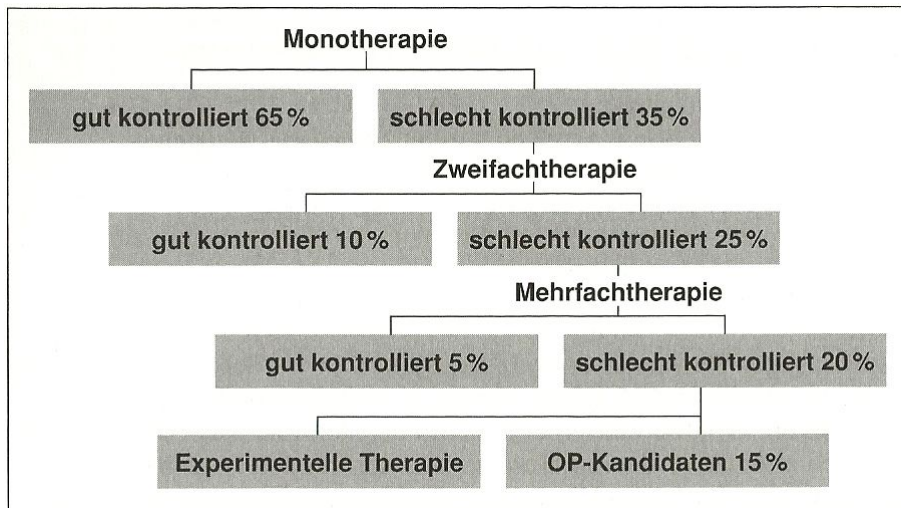 Monotherapie
gut kontrolliert 65 %
schlecht kontrolliert 35 %
Zweifachtherapie
gut kontrolliert 10 %
schlecht kontrolliert 25 %
Mehrfachtherapie
gut kontrolliert 5 %
schlecht kontrolliert 20 %
Experimentelle Therapie
OP-Kandidaten 15 %